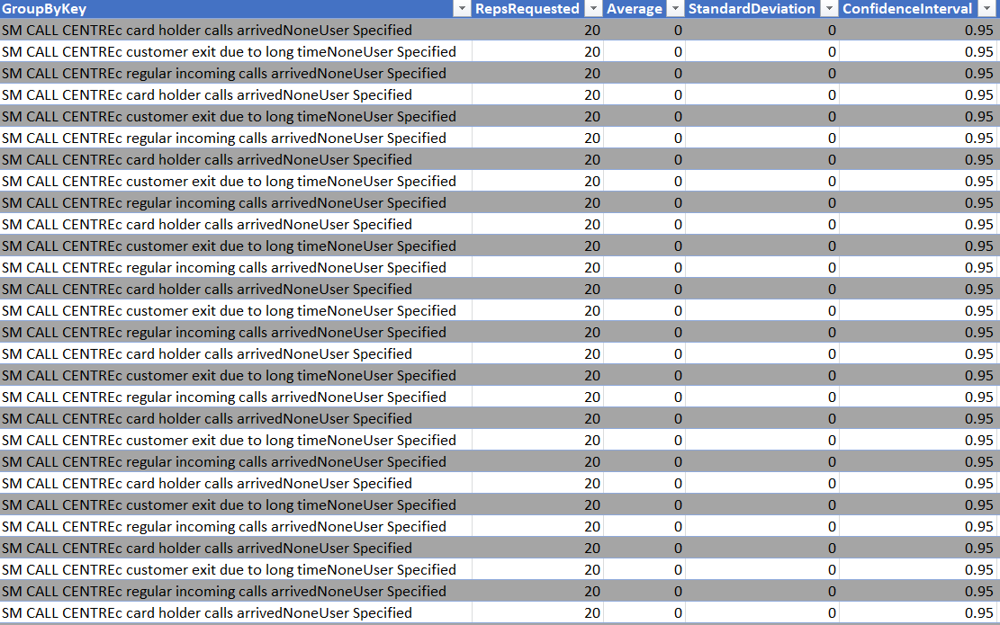 GroupByKey RepsRequested Average StandardDeviation ConfidenceInterval
SM CALL CENTREc card holder calls arrivedNoneUser Specified 20 0 0 0.95
SM CALL CENTREc customer exit due to long timeNoneUser Specified 20 0 0 0.95
SM CALL CENTREc regular incoming calls arrivedNoneUser Specified 20 0 0 0.95
SM CALL CENTREc card holder calls arrivedNoneUser Specified 20 0 0 0.95
SM CALL CENTREc customer exit due to long timeNoneUser Specified 20 0 0 0.95
SM CALL CENTREc regular incoming calls arrivedNoneUser Specified 20 0 0 0.95
SM CALL CENTREc card holder calls arrivedNoneUser Specified 20 0 0 0.95
SM CALL CENTREc customer exit due to long timeNoneUser Specified 20 0 0 0.95
SM CALL CENTREc regular incoming calls arrivedNoneUser Specified 20 0 0 0.95
SM CALL CENTREc card holder calls arrivedNoneUser Specified 20 0 0 0.95
SM CALL CENTREc customer exit due to long timeNoneUser Specified 20 0 0 0.95
SM CALL CENTREc regular incoming calls arrivedNoneUser Specified 20 0 0 0.95
SM CALL CENTREc card holder calls arrivedNoneUser Specified 20 0 0 0.95
SM CALL CENTREc customer exit due to long timeNoneUser Specified 20 0 0 0.95
SM CALL CENTREc regular incoming calls arrivedNoneUser Specified 20 0 0 0.95
SM CALL CENTREc card holder calls arrivedNoneUser Specified 20 0 0 0.95
SM CALL CENTREc customer exit due to long timeNoneUser Specified 20 0 0 0.95
SM CALL CENTREc regular incoming calls arrivedNoneUser Specified 20 0 0 0.95
SM CALL CENTREc card holder calls arrivedNoneUser Specified 20 0 0 0.95
SM CALL CENTREc customer exit due to long timeNoneUser Specified 20 0 0 0.95
SM CALL CENTREc regular incoming calls arrivedNoneUser Specified 20 0 0 0.95
SM CALL CENTREc card holder calls arrivedNoneUser Specified 20 0 0 0.95
SM CALL CENTREc customer exit due to long timeNoneUser Specified 20 0 0 0.95
SM CALL CENTREc regular incoming calls arrivedNoneUser Specified 20 0 0 0.95
SM CALL CENTREc card holder calls arrivedNoneUser Specified 20 0 0 0.95
SM CALL CENTREc customer exit due to long timeNoneUser Specified 20 0 0 0.95
SM CALL CENTREc regular incoming calls arrivedNoneUser Specified 20 0 0 0.95
SM CALL CENTREc card holder calls arrivedNoneUser Specified 20 0 0 0.95